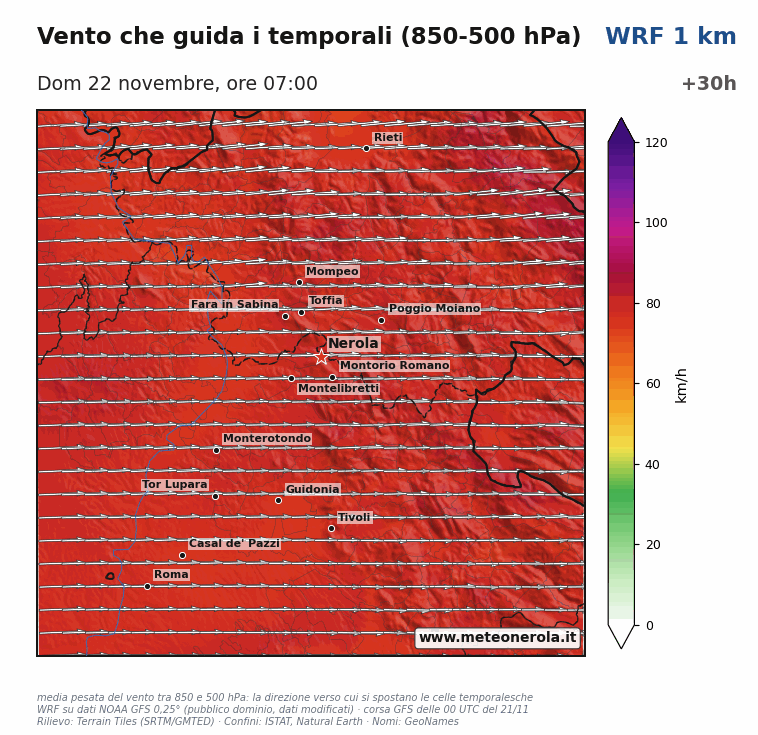 Vento che guida i temporali (850-500 hPa) WRF 1 km
Dom 22 novembre, ore 07:00 +30h
Rieti
Mompeo
Fara in Sabina
Toffia
Poggio Moiano
Nerola
Montorio Romano
Montelibretti
Monterotondo
Tor Lupara
Guidonia
Tivoli
Casal de' Pazzi
Roma
www.meteonerola.it
120
100
80
60
40
20
0
km/h
media pesata del vento tra 850 e 500 hPa: la direzione verso cui si spostano le celle temporalesche
WRF su dati NOAA GFS 0,25° (pubblico dominio, dati modificati) · corsa GFS delle 00 UTC del 21/11
Rilievo: Terrain Tiles (SRTM/GMTED) · Confini: ISTAT, Natural Earth · Nomi: GeoNames